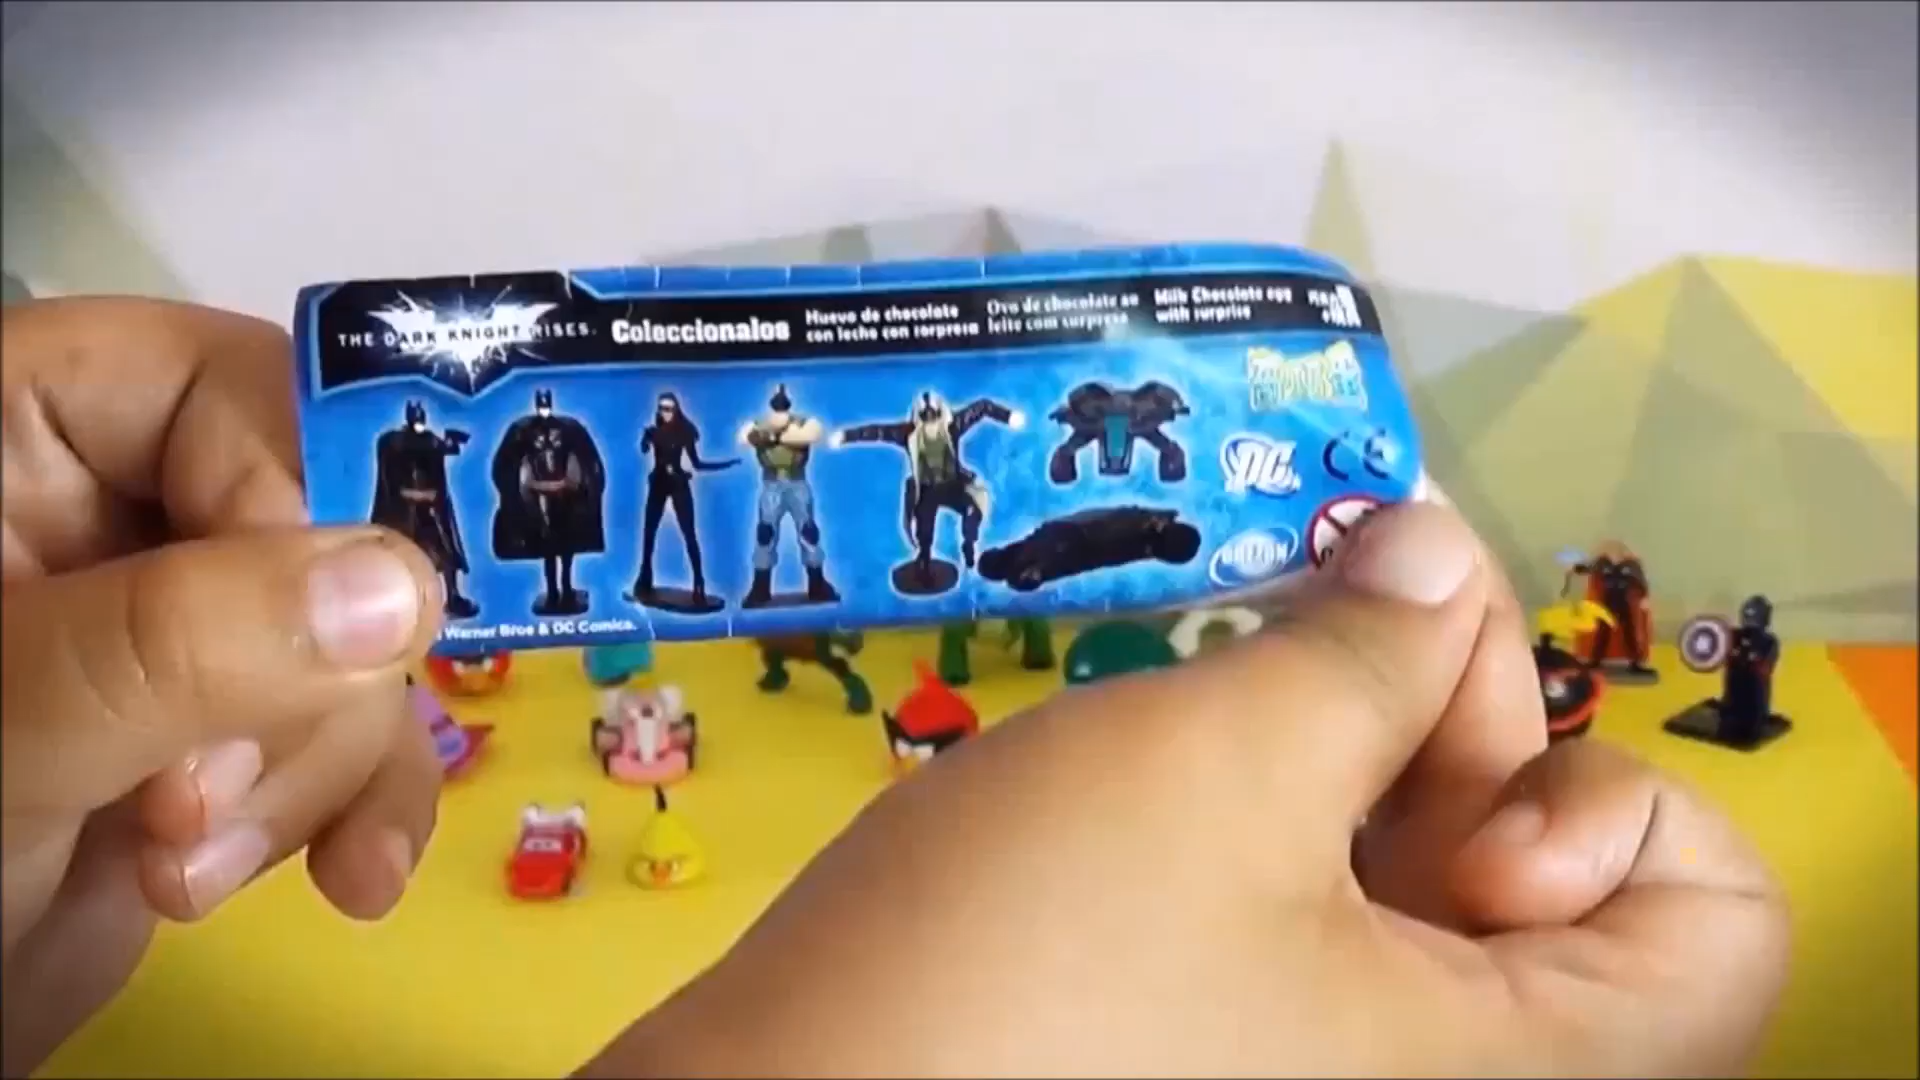 THE DARK KNIGHT RISES.
Coleccionalos
Huevo de chocolate
con leche con sorpresa
Ovo de chocolate ao
leite com surpresa
Milk Chocolate egg
with surprise
DC
CE
Warner Bros & DC Comics.